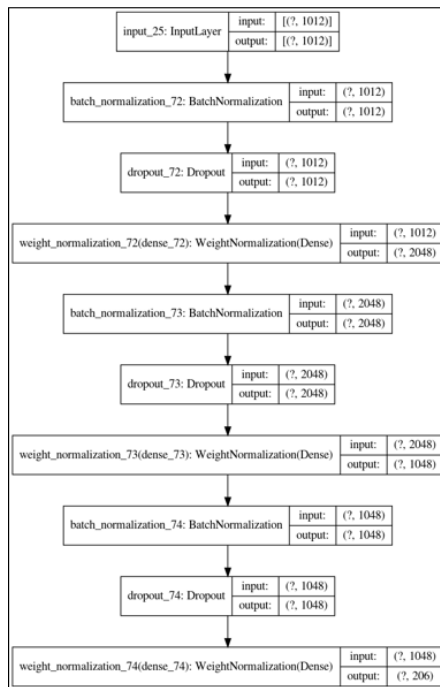 input_25: InputLayer input: [(?, 1012)]
output: [(?, 1012)]
batch_normalization_72: BatchNormalization input: (?, 1012)
output: (?, 1012)
dropout_72: Dropout input: (?, 1012)
output: (?, 1012)
weight_normalization_72(dense_72): WeightNormalization(Dense) input: (?, 1012)
output: (?, 2048)
batch_normalization_73: BatchNormalization input: (?, 2048)
output: (?, 2048)
dropout_73: Dropout input: (?, 2048)
output: (?, 2048)
weight_normalization_73(dense_73): WeightNormalization(Dense) input: (?, 2048)
output: (?, 1048)
batch_normalization_74: BatchNormalization input: (?, 1048)
output: (?, 1048)
dropout_74: Dropout input: (?, 1048)
output: (?, 1048)
weight_normalization_74(dense_74): WeightNormalization(Dense) input: (?, 1048)
output: (?, 206)